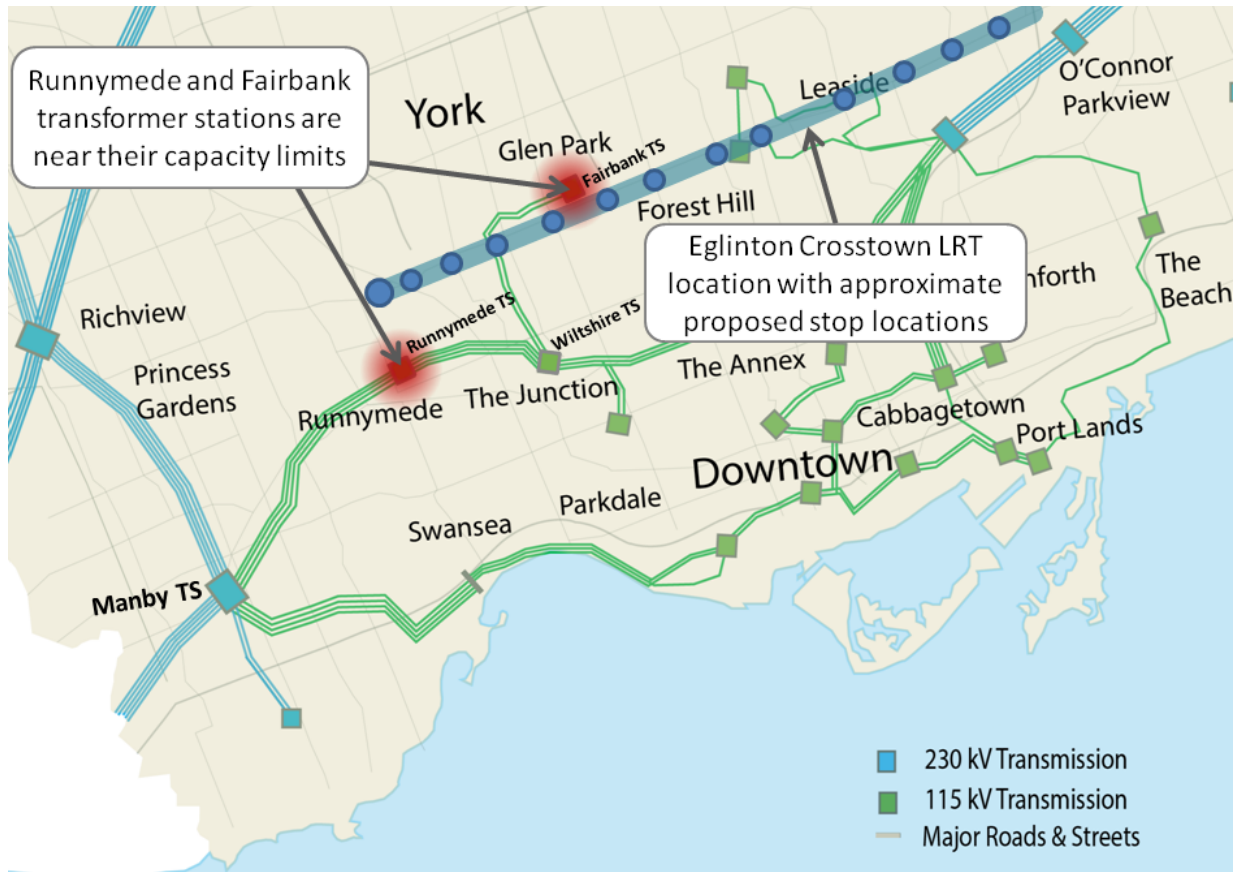 Runnymede and Fairbank
transformer stations are
near their capacity limits
York
Glen Park
Fairbank TS
Leaside
O'Connor
Parkview
Forest Hill
Eglinton Crosstown LRT
location with approximate
proposed stop locations
nforth
The
Beach
Richview
Princess
Gardens
Runnymede TS
Wiltshire TS
Runnymede
The Junction
The Annex
Cabbagetown
Port Lands
Downtown
Parkdale
Swansea
Manby TS
230 kV Transmission
115 kV Transmission
Major Roads & Streets